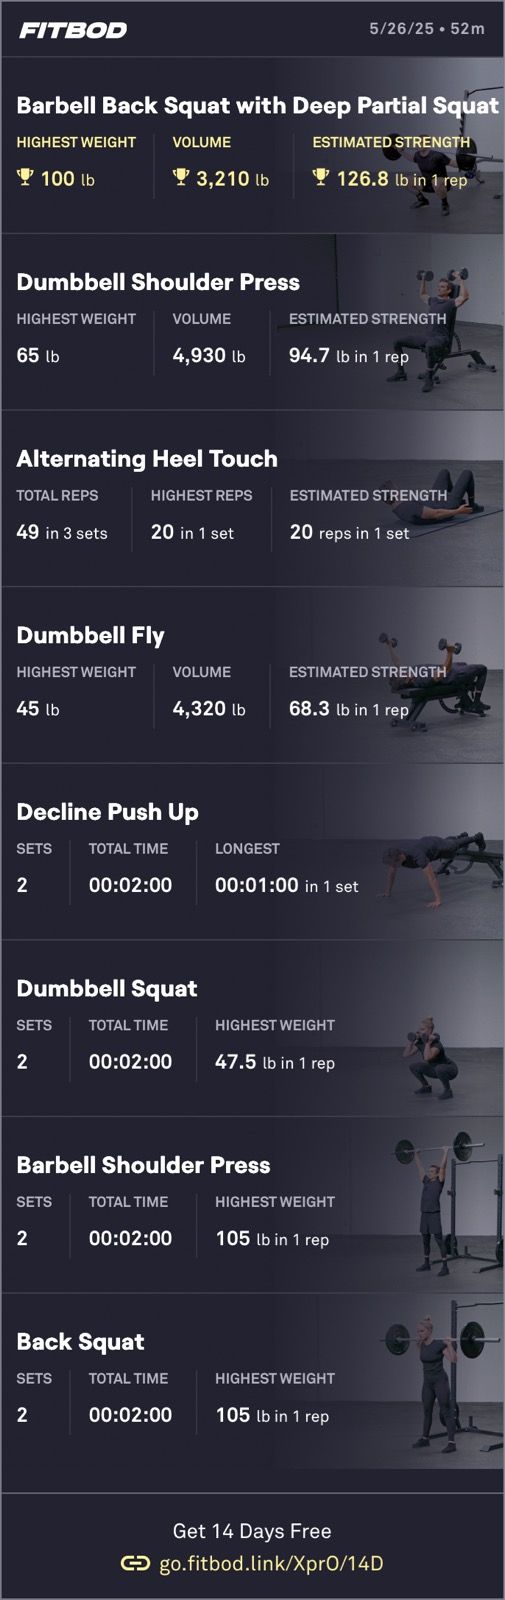 FITBOD
5/26/25 • 52m
Barbell Back Squat with Deep Partial Squat
HIGHEST WEIGHT VOLUME ESTIMATED STRENGTH
100 lb 3,210 lb 126.8 lb in 1 rep
Dumbbell Shoulder Press
HIGHEST WEIGHT VOLUME ESTIMATED STRENGTH
65 lb 4,930 lb 94.7 lb in 1 rep
Alternating Heel Touch
TOTAL REPS HIGHEST REPS ESTIMATED STRENGTH
49 in 3 sets 20 in 1 set 20 reps in 1 set
Dumbbell Fly
HIGHEST WEIGHT VOLUME ESTIMATED STRENGTH
45 lb 4,320 lb 68.3 lb in 1 rep
Decline Push Up
SETS TOTAL TIME LONGEST
2 00:02:00 00:01:00 in 1 set
Dumbbell Squat
SETS TOTAL TIME HIGHEST WEIGHT
2 00:02:00 47.5 lb in 1 rep
Barbell Shoulder Press
SETS TOTAL TIME HIGHEST WEIGHT
2 00:02:00 105 lb in 1 rep
Back Squat
SETS TOTAL TIME HIGHEST WEIGHT
2 00:02:00 105 lb in 1 rep
Get 14 Days Free
go.fitbod.link/XprO/14D